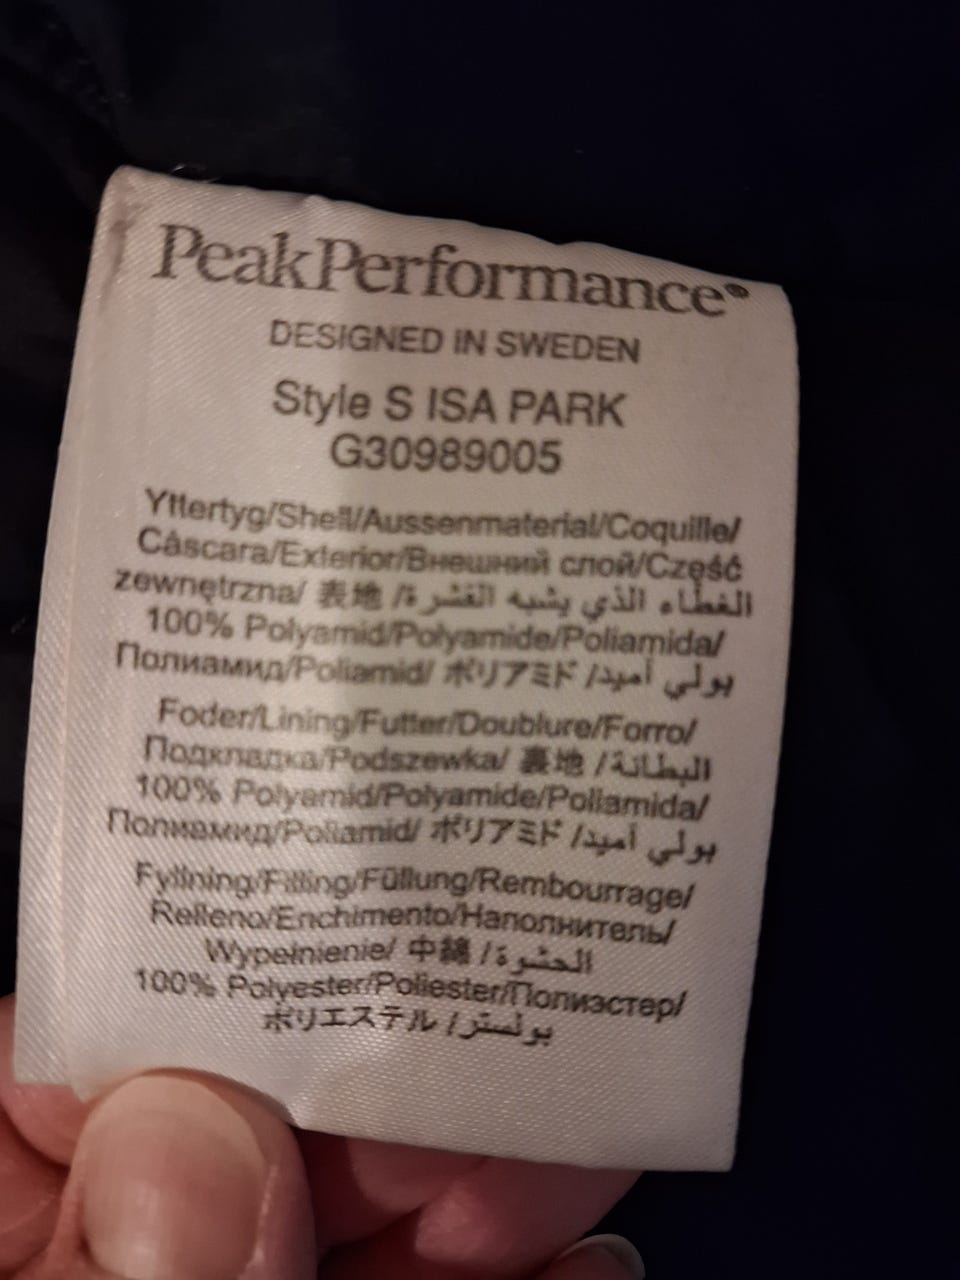 PeakPerformance®
DESIGNED IN SWEDEN
Style S ISA PARK
G30989005
Yttertyg/Shell/Aussenmaterial/Coquille/
Cáscara/Exterior/Внешний слой/Część
zewnętrzna/ 表地 /الغطاء الذي يشبه القشرة
100% Polyamid/Polyamide/Poliamida/
Полиамид/Poliamid/ ポリアミド /بولي أميد
Foder/Lining/Futter/Doublure/Forro/
Подкладка/Podszewka/ 裏地 /البطانة
100% Polyamid/Polyamide/Poliamida/
Полиамид/Poliamid/ ポリアミド /بولي أميد
Fyllning/Filling/Füllung/Rembourrage/
Relleno/Enchimento/Наполнитель/
Wypełnienie/ 中綿 /الحشوة
100% Polyester/Poliester/Полиэстер/
ポリエステル /بولستر